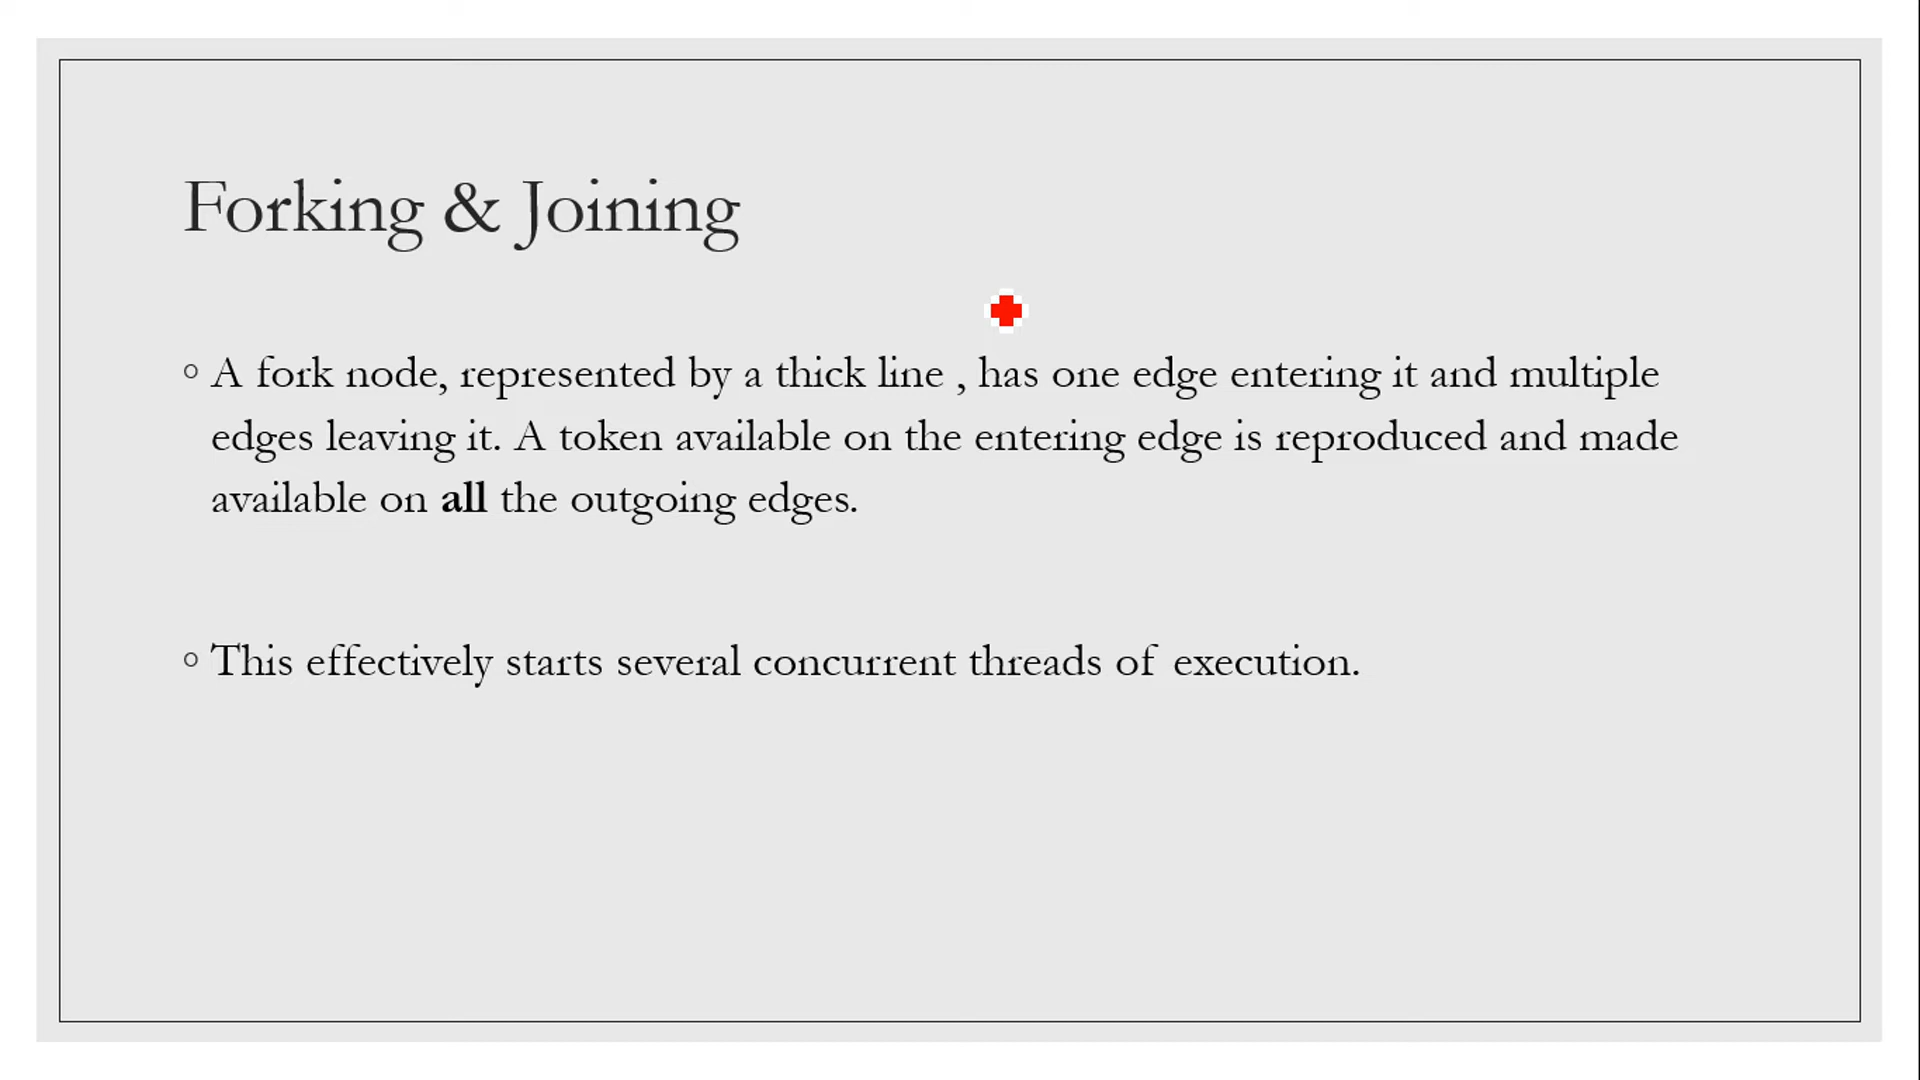 Forking & Joining
◦ A fork node, represented by a thick line , has one edge entering it and multiple
edges leaving it. A token available on the entering edge is reproduced and made
available on all the outgoing edges.
◦ This effectively starts several concurrent threads of execution.